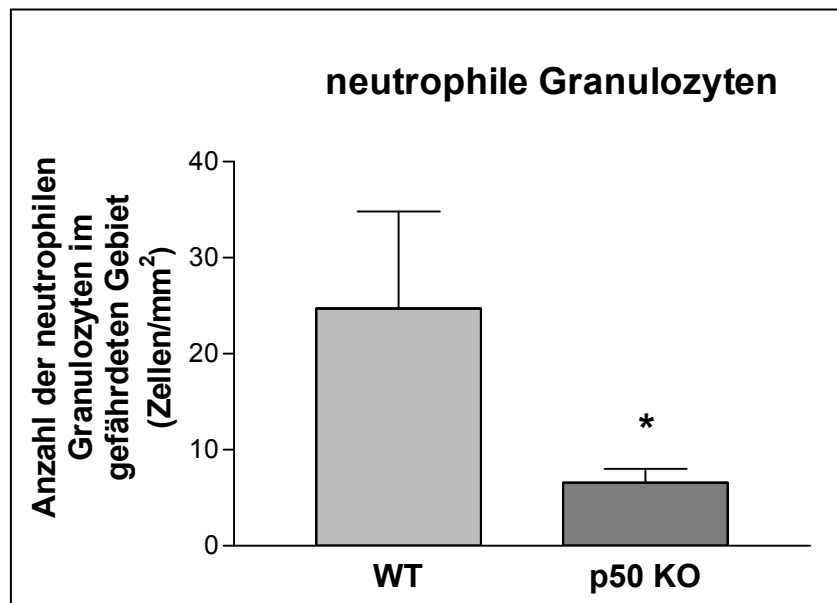 neutrophile Granulozyten
Anzahl der neutrophilen
Granulozyten im
gefährdeten Gebiet
(Zellen/mm²)
40
30
20
10
0
*
WT p50 KO